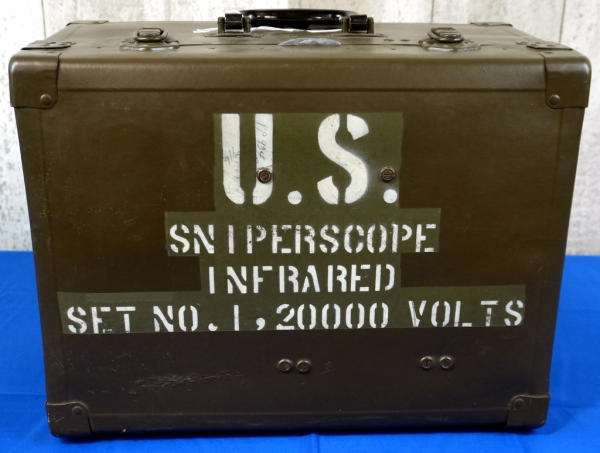 U.S.
SNIPERSCOPE
INFRARED
SET NO. 1, 20000 VOLTS